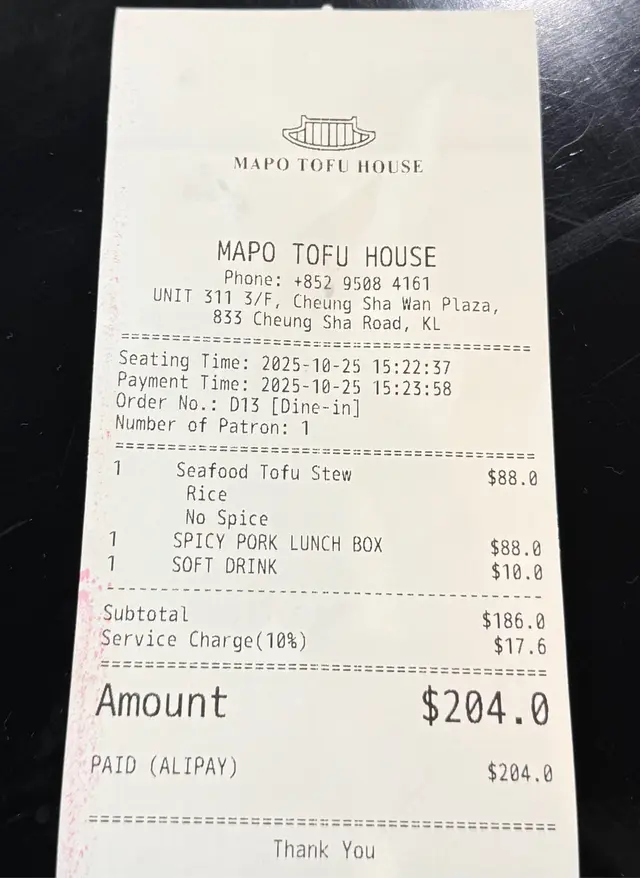 MAPO TOFU HOUSE
MAPO TOFU HOUSE
Phone: +852 9508 4161
UNIT 311 3/F, Cheung Sha Wan Plaza,
833 Cheung Sha Road, KL
Seating Time: 2025-10-25 15:22:37
Payment Time: 2025-10-25 15:23:58
Order No.: D13 [Dine-in]
Number of Patron: 1
1 Seafood Tofu Stew $88.0
Rice
No Spice
1 SPICY PORK LUNCH BOX $88.0
1 SOFT DRINK $10.0
Subtotal $186.0
Service Charge(10%) $17.6
Amount $204.0
PAID (ALIPAY) $204.0
Thank You